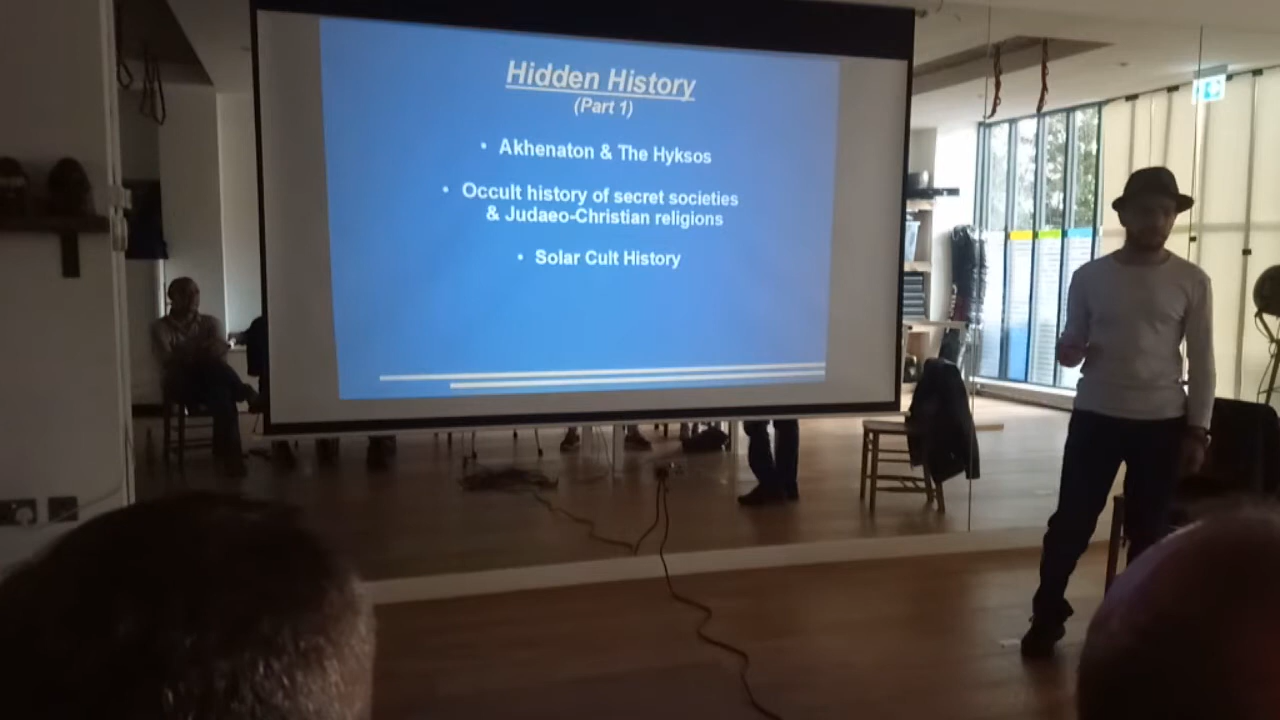 Hidden History
(Part 1)
• Akhenaton & The Hyksos
• Occult history of secret societies
& Judaeo-Christian religions
• Solar Cult History